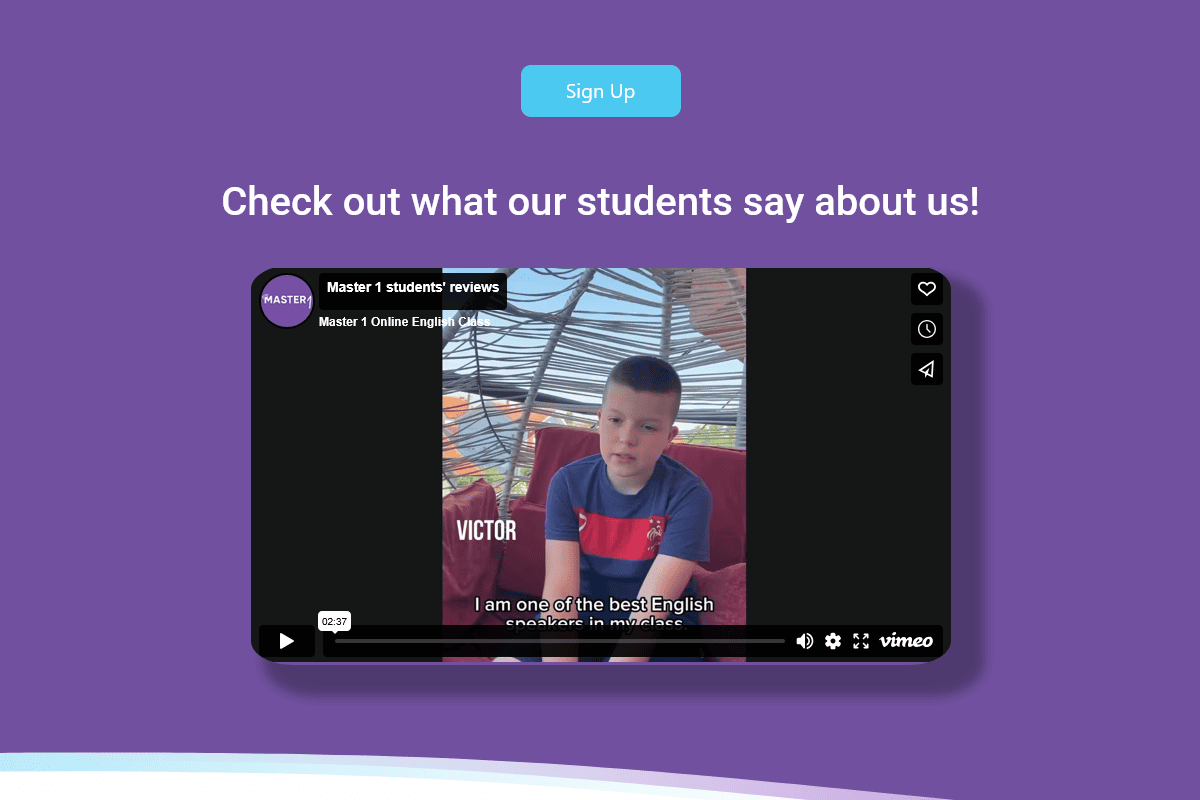 Sign Up
Check out what our students say about us!
MASTER1
Master 1 students' reviews
Master 1 Online English Class
VICTOR
I am one of the best English
speakers in my class.
02:37
vimeo